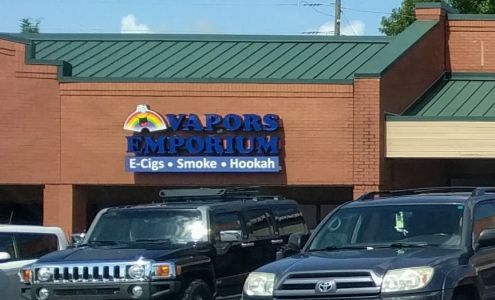 VAPORS
EMPORIUM
E-Cigs • Smoke • Hookah